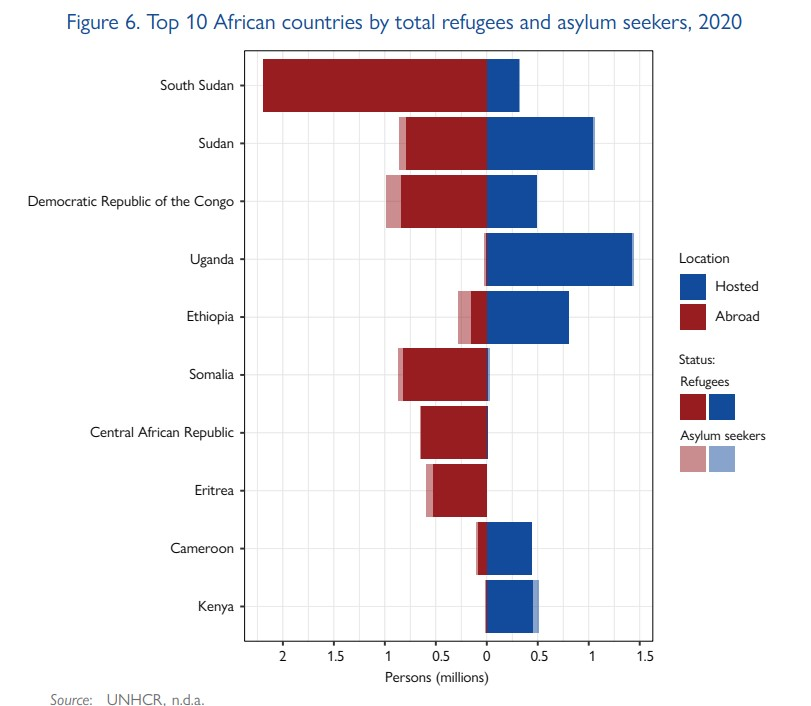 Figure 6. Top 10 African countries by total refugees and asylum seekers, 2020
South Sudan
Sudan
Democratic Republic of the Congo
Uganda
Ethiopia
Somalia
Central African Republic
Eritrea
Cameroon
Kenya
2 1.5 1 0.5 0 0.5 1 1.5
Persons (millions)
Location
Hosted
Abroad
Status:
Refugees
Asylum seekers
Source: UNHCR, n.d.a.